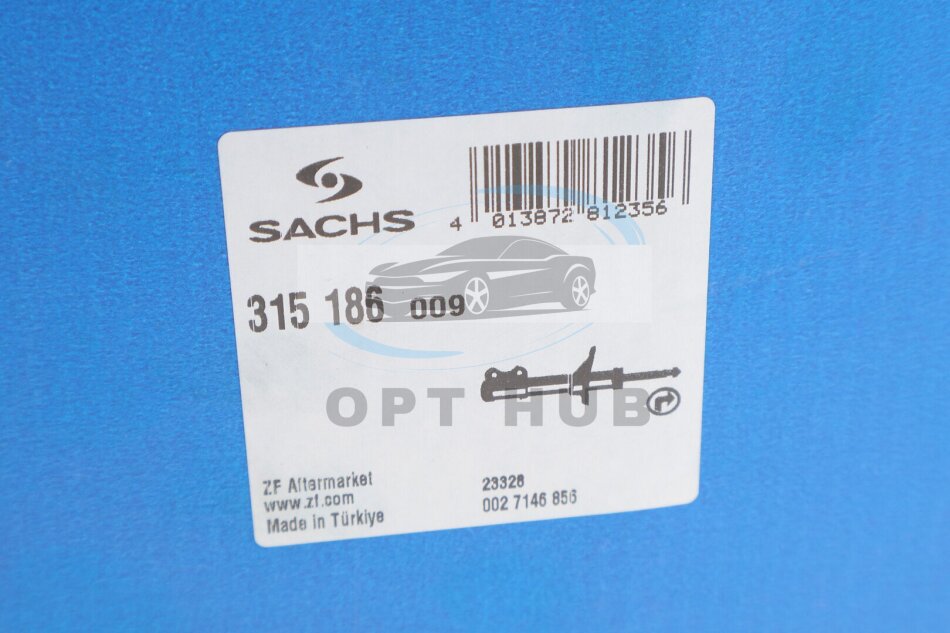 SACHS
4 013872 812356
315 186 009
OPT HUB
ZF Aftermarket
www.zf.com
Made in Türkiye
23328
002 7146 856